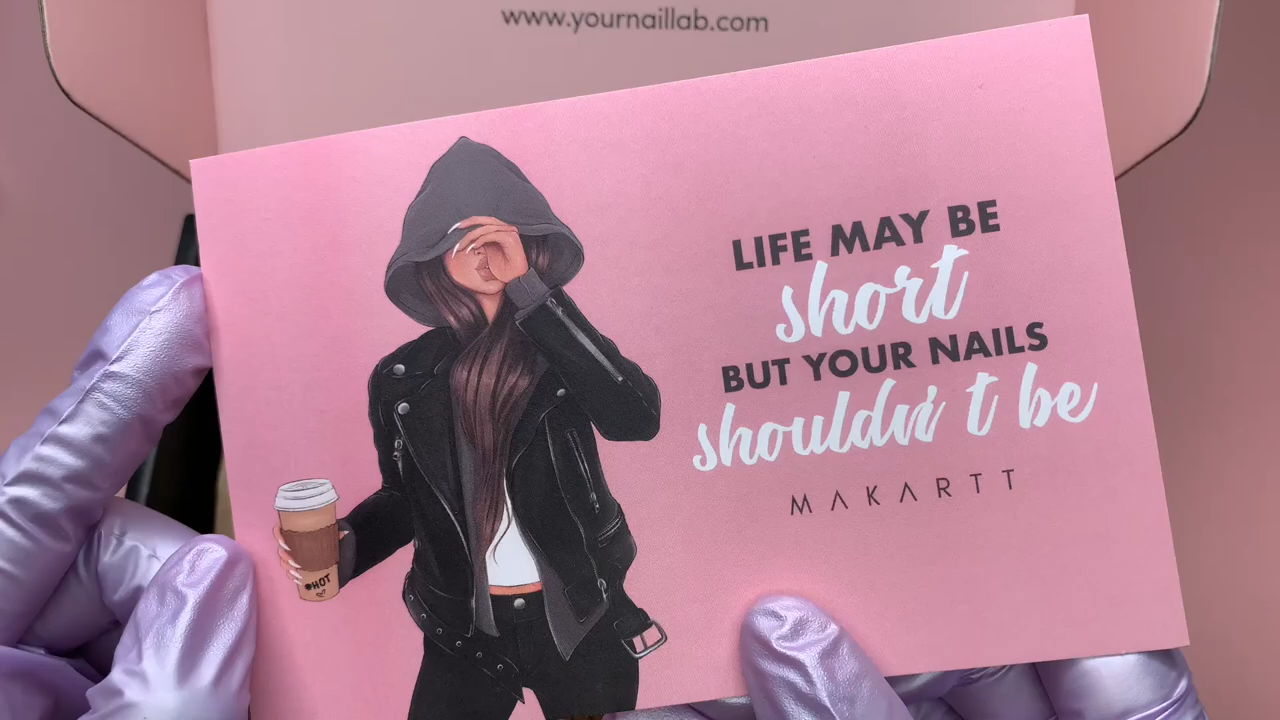 www.yournaillab.com
LIFE MAY BE
short
BUT YOUR NAILS
shouldn't be
MAKARTT
#HOT